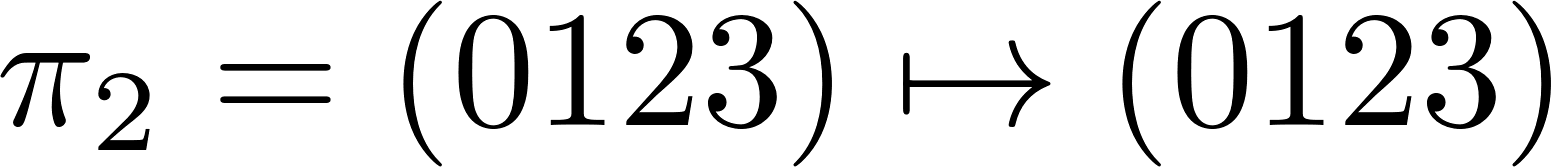 π₂ = (0123) ↦ (0123)